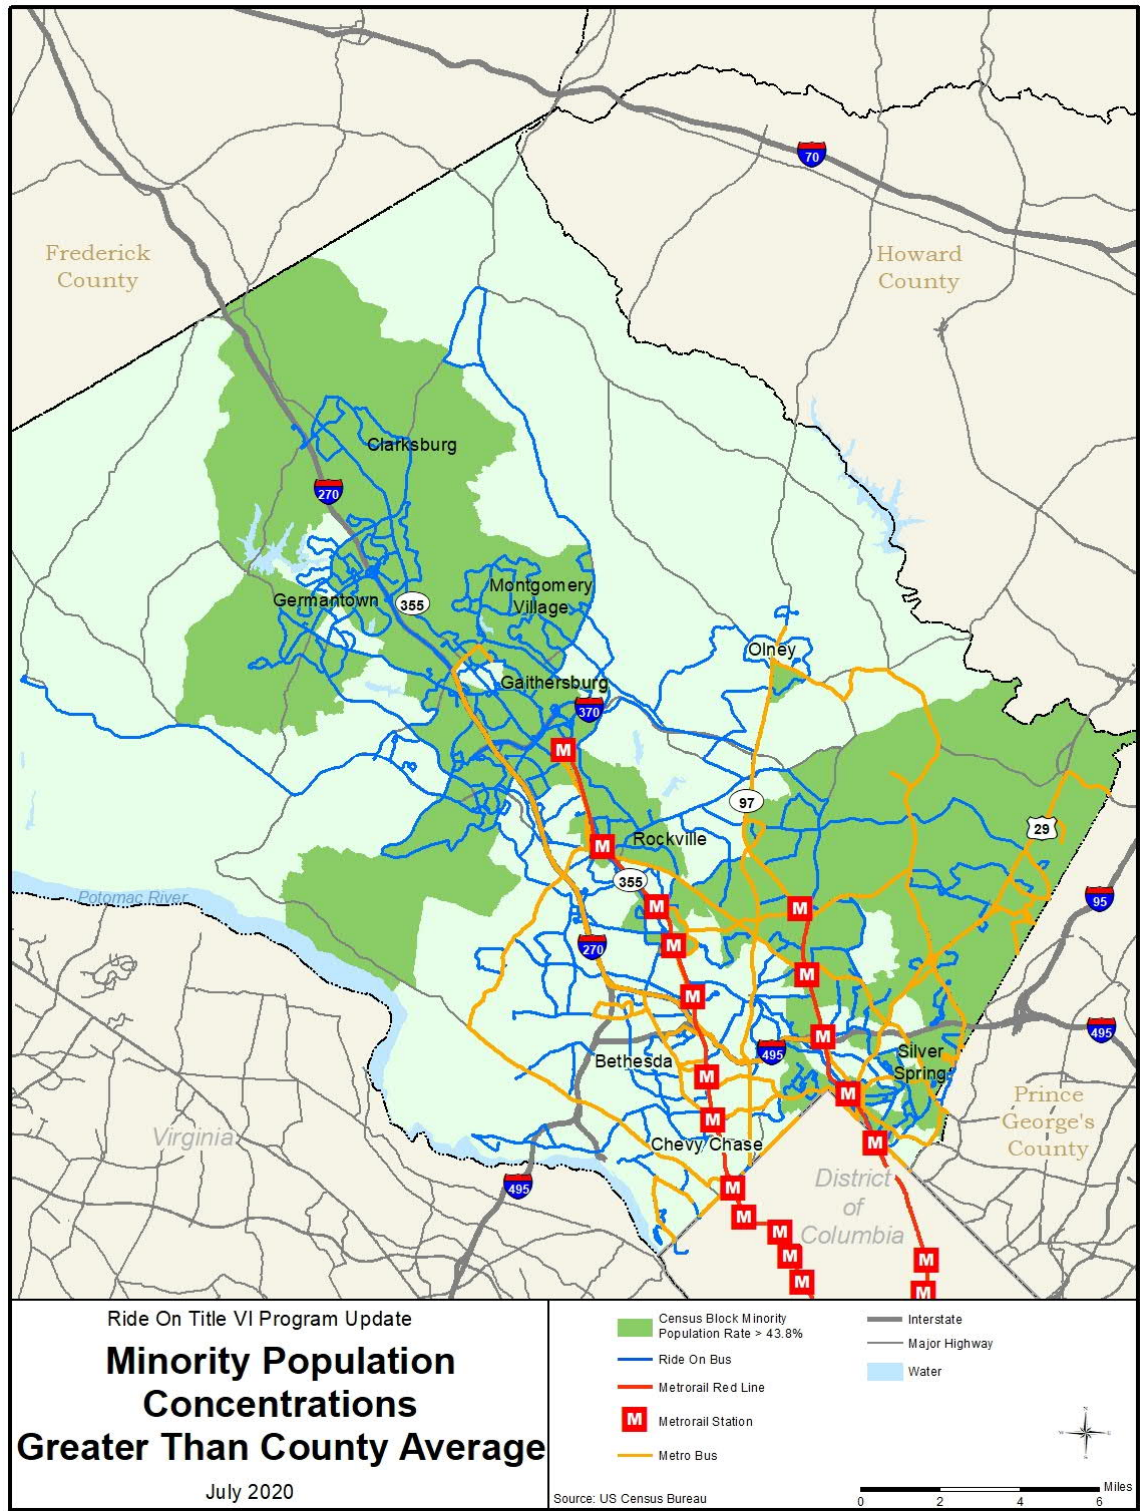 70
Frederick
County
Howard
County
Clarksburg
270
Montgomery
Village
Germantown
355
Olney
Gaithersburg
370
M
97
29
Rockville
M
355
Potomac River
95
M
M
M
270
M
M
M
495
M
495
Silver
Spring
Bethesda
M
M
Prince
George's
County
M
Virginia
Chevy Chase
M
495
District
of
Columbia
M
M
M
M
M
M
M
Ride On Title VI Program Update
Minority Population
Concentrations
Greater Than County Average
July 2020
Census Block Minority
Population Rate > 43.8%
Ride On Bus
Metrorail Red Line
M Metrorail Station
Metro Bus
Interstate
Major Highway
Water
N
W E
S
Source: US Census Bureau
Miles
0 2 4 6